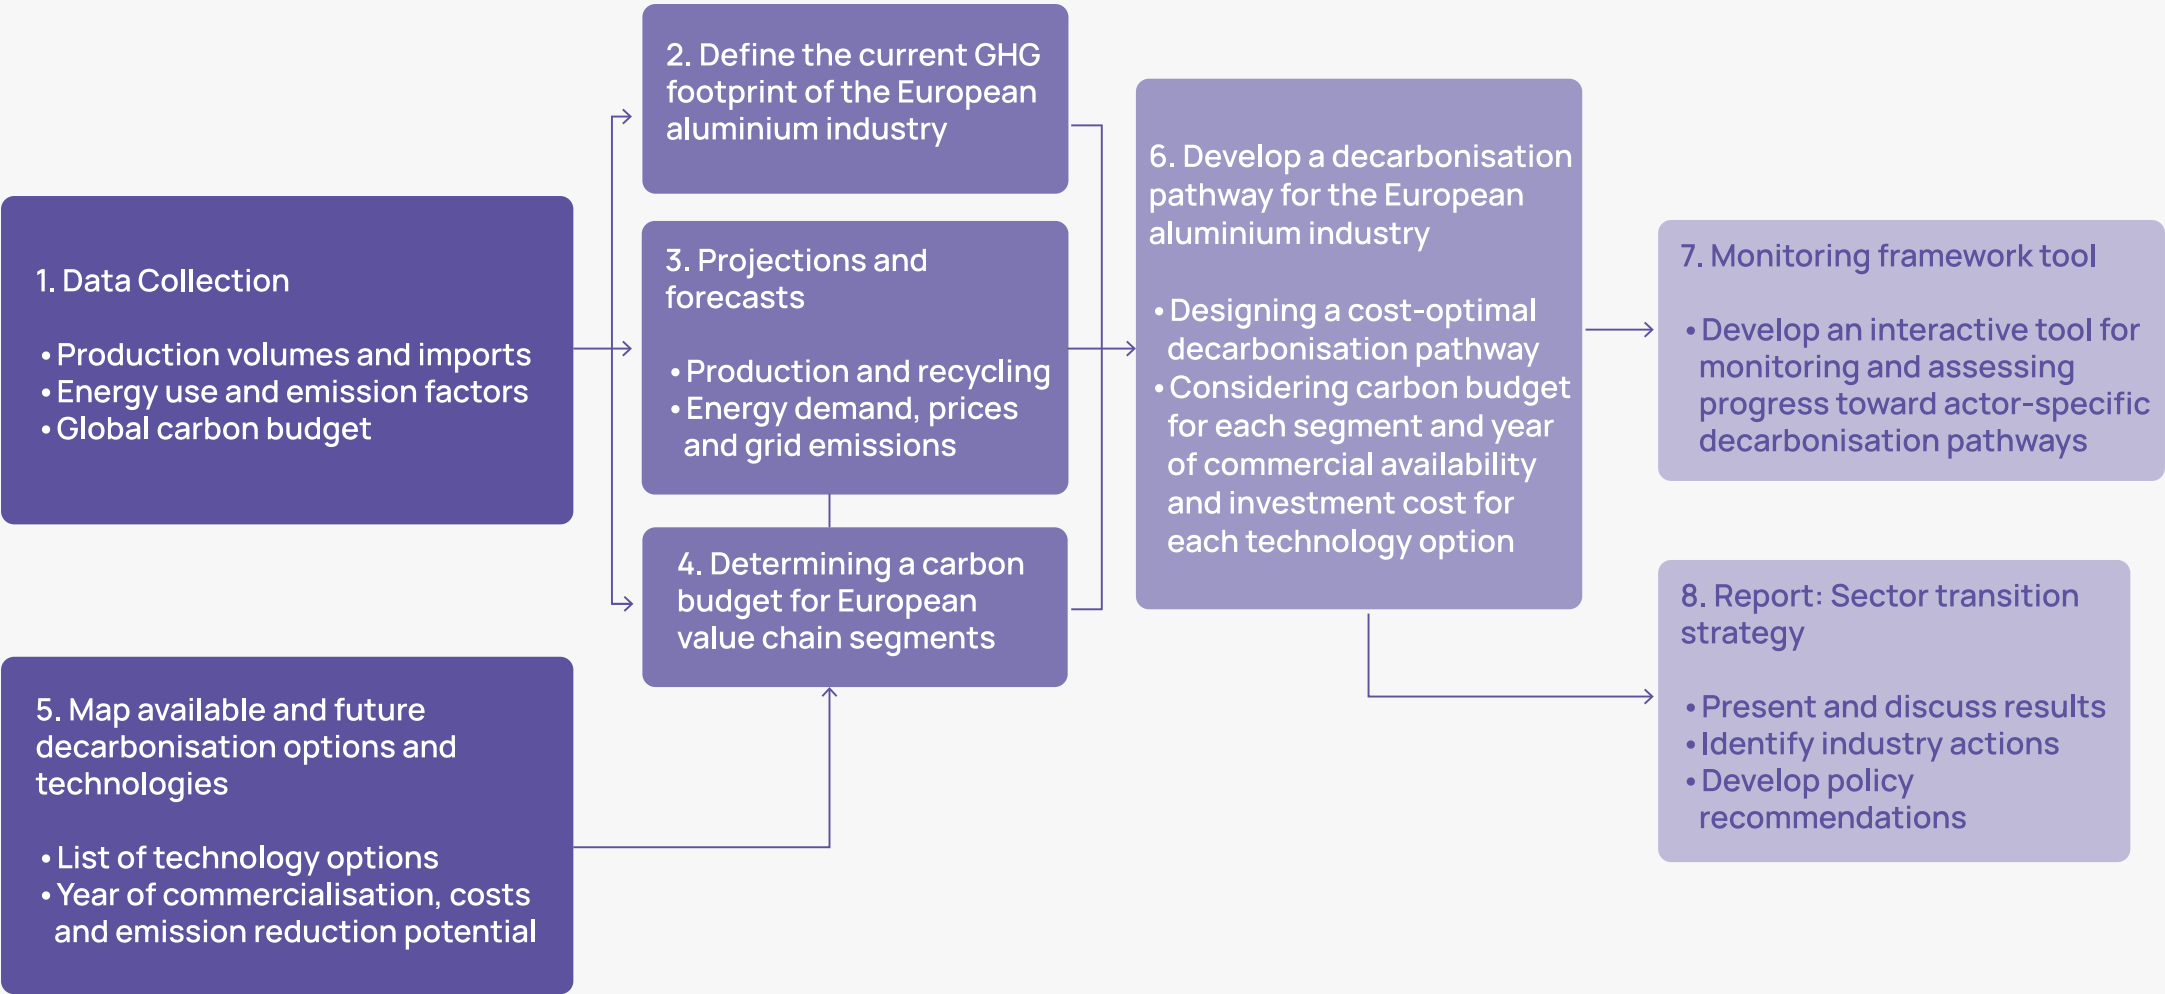 1. Data Collection
• Production volumes and imports
• Energy use and emission factors
• Global carbon budget
2. Define the current GHG
footprint of the European
aluminium industry
3. Projections and
forecasts
• Production and recycling
• Energy demand, prices
and grid emissions
4. Determining a carbon
budget for European
value chain segments
5. Map available and future
decarbonisation options and
technologies
• List of technology options
• Year of commercialisation, costs
and emission reduction potential
6. Develop a decarbonisation
pathway for the European
aluminium industry
• Designing a cost-optimal
decarbonisation pathway
• Considering carbon budget
for each segment and year
of commercial availability
and investment cost for
each technology option
7. Monitoring framework tool
• Develop an interactive tool for
monitoring and assessing
progress toward actor-specific
decarbonisation pathways
8. Report: Sector transition
strategy
• Present and discuss results
• Identify industry actions
• Develop policy
recommendations